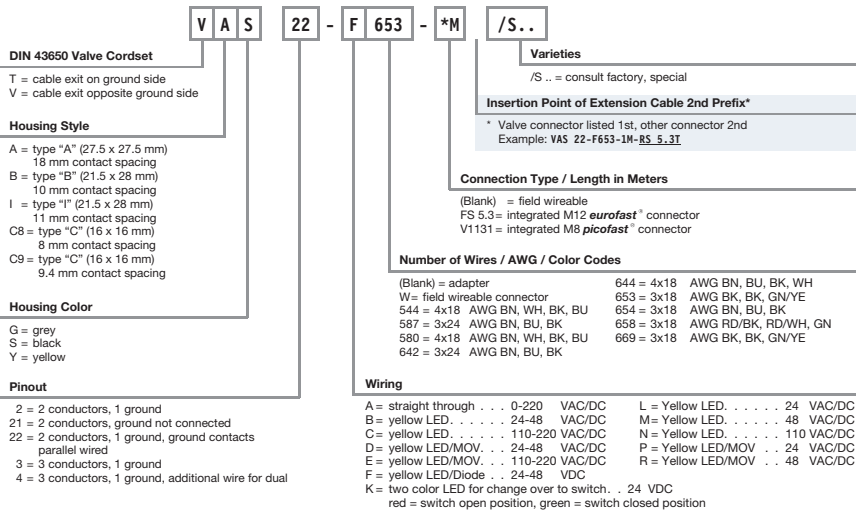 V A S 22 - F 653 - *M /S..
DIN 43650 Valve Cordset
T = cable exit on ground side
V = cable exit opposite ground side
Housing Style
A = type “A” (27.5 x 27.5 mm)
18 mm contact spacing
B = type “B” (21.5 x 28 mm)
10 mm contact spacing
I = type “I” (21.5 x 28 mm)
11 mm contact spacing
C8 = type “C” (16 x 16 mm)
8 mm contact spacing
C9 = type “C” (16 x 16 mm)
9.4 mm contact spacing
Housing Color
G = grey
S = black
Y = yellow
Pinout
2 = 2 conductors, 1 ground
21 = 2 conductors, ground not connected
22 = 2 conductors, 1 ground, ground contacts
parallel wired
3 = 3 conductors, 1 ground
4 = 3 conductors, 1 ground, additional wire for dual
Varieties
/S .. = consult factory, special
Insertion Point of Extension Cable 2nd Prefix*
* Valve connector listed 1st, other connector 2nd
Example: VAS 22-F653-1M-RS 5.3T
Connection Type / Length in Meters
(Blank) = field wireable
FS 5.3 = integrated M12 eurofast® connector
V1131 = integrated M8 picofast® connector
Number of Wires / AWG / Color Codes
(Blank) = adapter
W= field wireable connector
544 = 4x18 AWG BN, WH, BK, BU
587 = 3x24 AWG BN, BU, BK
580 = 4x18 AWG BN, WH, BK, BU
642 = 3x24 AWG BN, BU, BK
644 = 4x18 AWG BN, BU, BK, WH
653 = 3x18 AWG BK, BK, GN/YE
654 = 3x18 AWG BN, BU, BK
658 = 3x18 AWG RD/BK, RD/WH, GN
669 = 3x18 AWG BK, BK, GN/YE
Wiring
A = straight through . . . 0-220 VAC/DC
B = yellow LED. . . . . . 24-48 VAC/DC
C = yellow LED. . . . . . 110-220 VAC/DC
D = yellow LED/MOV. . . 24-48 VAC/DC
E = yellow LED/MOV. . . 110-220 VAC/DC
F = yellow LED/Diode . . 24-48 VDC
K = two color LED for change over to switch. . 24 VDC
red = switch open position, green = switch closed position
L = Yellow LED. . . . . . 24 VAC/DC
M = Yellow LED. . . . . . 48 VAC/DC
N = Yellow LED. . . . . . 110 VAC/DC
P = Yellow LED/MOV . . 24 VAC/DC
R = Yellow LED/MOV . . 48 VAC/DC